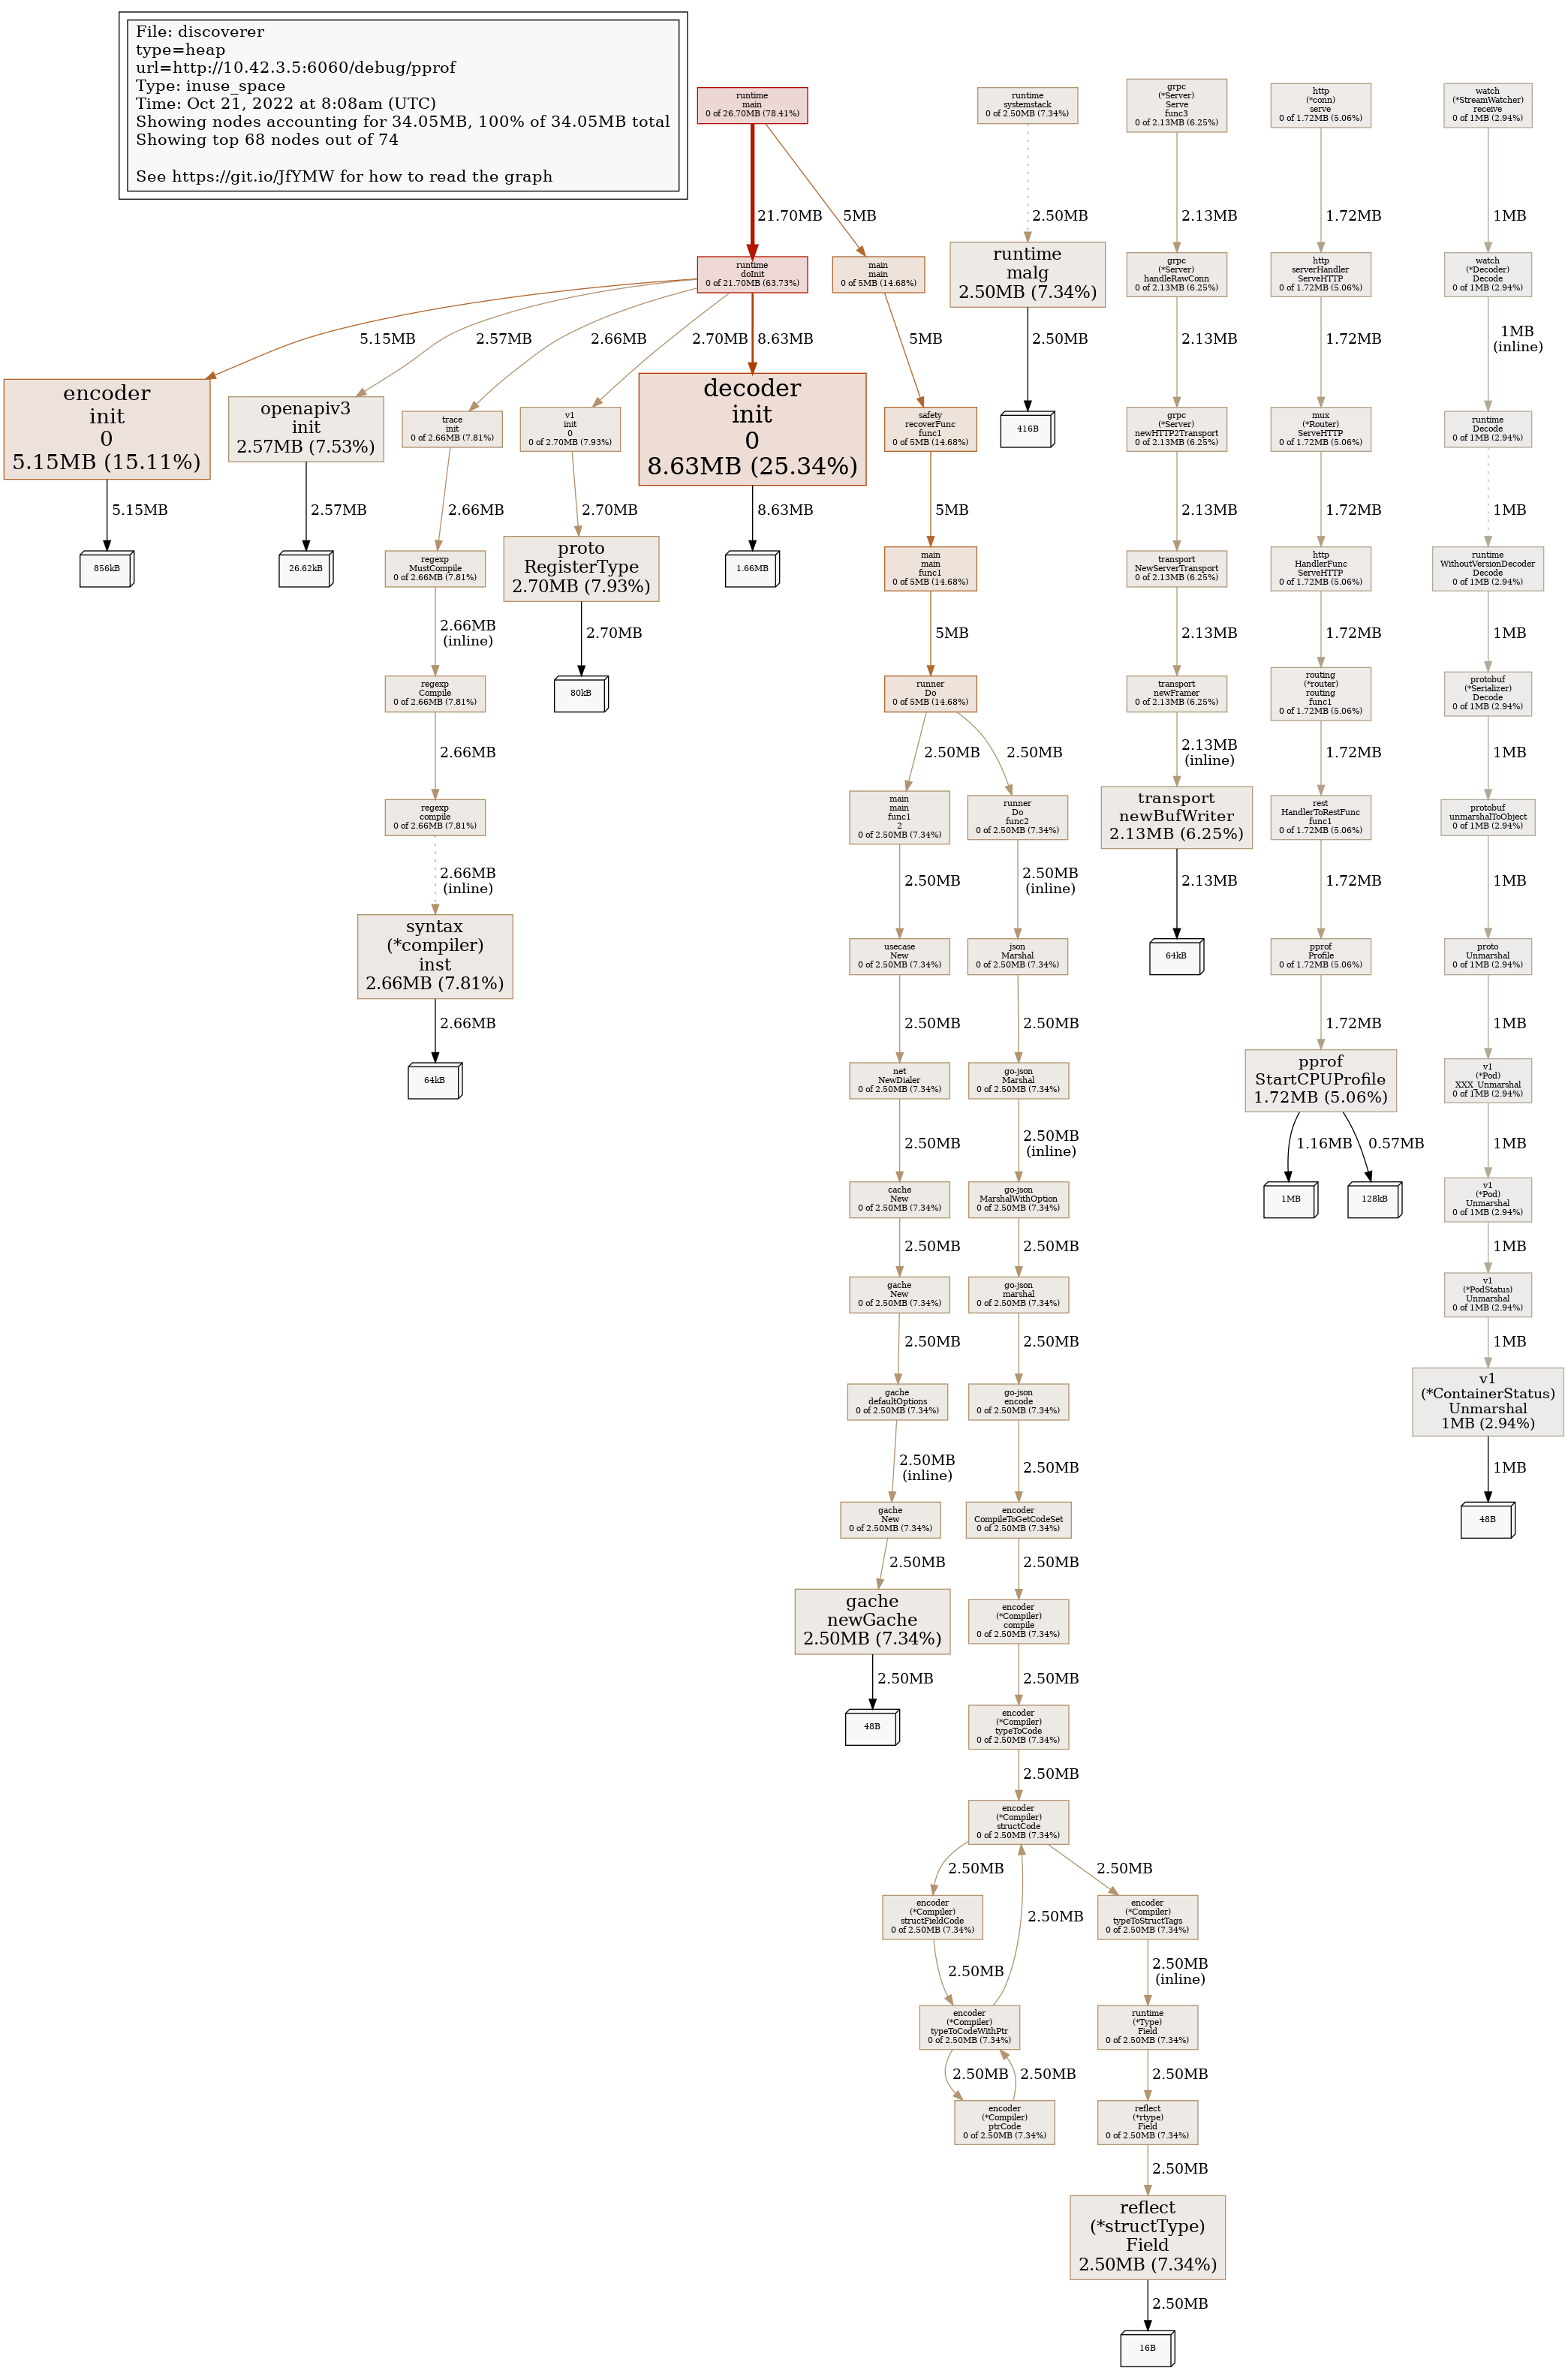 File: discoverer
type=heap
url=http://10.42.3.5:6060/debug/pprof
Type: inuse_space
Time: Oct 21, 2022 at 8:08am (UTC)
Showing nodes accounting for 34.05MB, 100% of 34.05MB total
Showing top 68 nodes out of 74
See https://git.io/JfYMW for how to read the graph
runtime
main
0 of 26.70MB (78.41%)
runtime
systemstack
0 of 2.50MB (7.34%)
grpc
(*Server)
Serve
func3
0 of 2.13MB (6.25%)
http
(*conn)
serve
0 of 1.72MB (5.06%)
watch
(*StreamWatcher)
receive
0 of 1MB (2.94%)
21.70MB
5MB
2.50MB
2.13MB
1.72MB
1MB
runtime
doInit
0 of 21.70MB (63.73%)
main
main
0 of 5MB (14.68%)
runtime
malg
2.50MB (7.34%)
grpc
(*Server)
handleRawConn
0 of 2.13MB (6.25%)
http
serverHandler
ServeHTTP
0 of 1.72MB (5.06%)
watch
(*Decoder)
Decode
0 of 1MB (2.94%)
5.15MB
2.57MB
2.66MB
2.70MB
8.63MB
5MB
2.50MB
2.13MB
1.72MB
1MB
(inline)
encoder
init
0
5.15MB (15.11%)
openapiv3
init
2.57MB (7.53%)
trace
init
0 of 2.66MB (7.81%)
v1
init
0
0 of 2.70MB (7.93%)
decoder
init
0
8.63MB (25.34%)
safety
recoverFunc
func1
0 of 5MB (14.68%)
416B
grpc
(*Server)
newHTTP2Transport
0 of 2.13MB (6.25%)
mux
(*Router)
ServeHTTP
0 of 1.72MB (5.06%)
runtime
Decode
0 of 1MB (2.94%)
5.15MB
2.57MB
2.66MB
2.70MB
8.63MB
5MB
2.13MB
1.72MB
1MB
856kB
26.62kB
regexp
MustCompile
0 of 2.66MB (7.81%)
proto
RegisterType
2.70MB (7.93%)
1.66MB
main
main
func1
0 of 5MB (14.68%)
transport
NewServerTransport
0 of 2.13MB (6.25%)
http
HandlerFunc
ServeHTTP
0 of 1.72MB (5.06%)
runtime
WithoutVersionDecoder
Decode
0 of 1MB (2.94%)
2.66MB
(inline)
2.70MB
5MB
2.13MB
1.72MB
1MB
regexp
Compile
0 of 2.66MB (7.81%)
80kB
runner
Do
0 of 5MB (14.68%)
transport
newFramer
0 of 2.13MB (6.25%)
routing
(*router)
routing
func1
0 of 1.72MB (5.06%)
protobuf
(*Serializer)
Decode
0 of 1MB (2.94%)
2.66MB
2.50MB
2.50MB
2.13MB
(inline)
1.72MB
1MB
regexp
compile
0 of 2.66MB (7.81%)
main
main
func1
2
0 of 2.50MB (7.34%)
runner
Do
func2
0 of 2.50MB (7.34%)
transport
newBufWriter
2.13MB (6.25%)
rest
HandlerToRestFunc
func1
0 of 1.72MB (5.06%)
protobuf
unmarshalToObject
0 of 1MB (2.94%)
2.66MB
(inline)
2.50MB
2.50MB
(inline)
2.13MB
1.72MB
1MB
syntax
(*compiler)
inst
2.66MB (7.81%)
usecase
New
0 of 2.50MB (7.34%)
json
Marshal
0 of 2.50MB (7.34%)
64kB
pprof
Profile
0 of 1.72MB (5.06%)
proto
Unmarshal
0 of 1MB (2.94%)
2.66MB
2.50MB
2.50MB
1.72MB
1MB
64kB
net
NewDialer
0 of 2.50MB (7.34%)
go-json
Marshal
0 of 2.50MB (7.34%)
pprof
StartCPUProfile
1.72MB (5.06%)
v1
(*Pod)
XXX_Unmarshal
0 of 1MB (2.94%)
2.50MB
2.50MB
(inline)
1.16MB
0.57MB
1MB
cache
New
0 of 2.50MB (7.34%)
go-json
MarshalWithOption
0 of 2.50MB (7.34%)
1MB
128kB
v1
(*Pod)
Unmarshal
0 of 1MB (2.94%)
2.50MB
2.50MB
1MB
gache
New
0 of 2.50MB (7.34%)
go-json
marshal
0 of 2.50MB (7.34%)
v1
(*PodStatus)
Unmarshal
0 of 1MB (2.94%)
2.50MB
2.50MB
1MB
gache
defaultOptions
0 of 2.50MB (7.34%)
go-json
encode
0 of 2.50MB (7.34%)
v1
(*ContainerStatus)
Unmarshal
1MB (2.94%)
2.50MB
(inline)
2.50MB
1MB
gache
New
0 of 2.50MB (7.34%)
encoder
CompileToGetCodeSet
0 of 2.50MB (7.34%)
48B
2.50MB
2.50MB
gache
newGache
2.50MB (7.34%)
encoder
(*Compiler)
compile
0 of 2.50MB (7.34%)
2.50MB
2.50MB
48B
encoder
(*Compiler)
typeToCode
0 of 2.50MB (7.34%)
2.50MB
encoder
(*Compiler)
structCode
0 of 2.50MB (7.34%)
2.50MB
2.50MB
encoder
(*Compiler)
structFieldCode
0 of 2.50MB (7.34%)
2.50MB
encoder
(*Compiler)
typeToStructTags
0 of 2.50MB (7.34%)
2.50MB
2.50MB
(inline)
encoder
(*Compiler)
typeToCodeWithPtr
0 of 2.50MB (7.34%)
runtime
(*Type)
Field
0 of 2.50MB (7.34%)
2.50MB
2.50MB
2.50MB
encoder
(*Compiler)
ptrCode
0 of 2.50MB (7.34%)
reflect
(*rtype)
Field
0 of 2.50MB (7.34%)
2.50MB
reflect
(*structType)
Field
2.50MB (7.34%)
2.50MB
16B